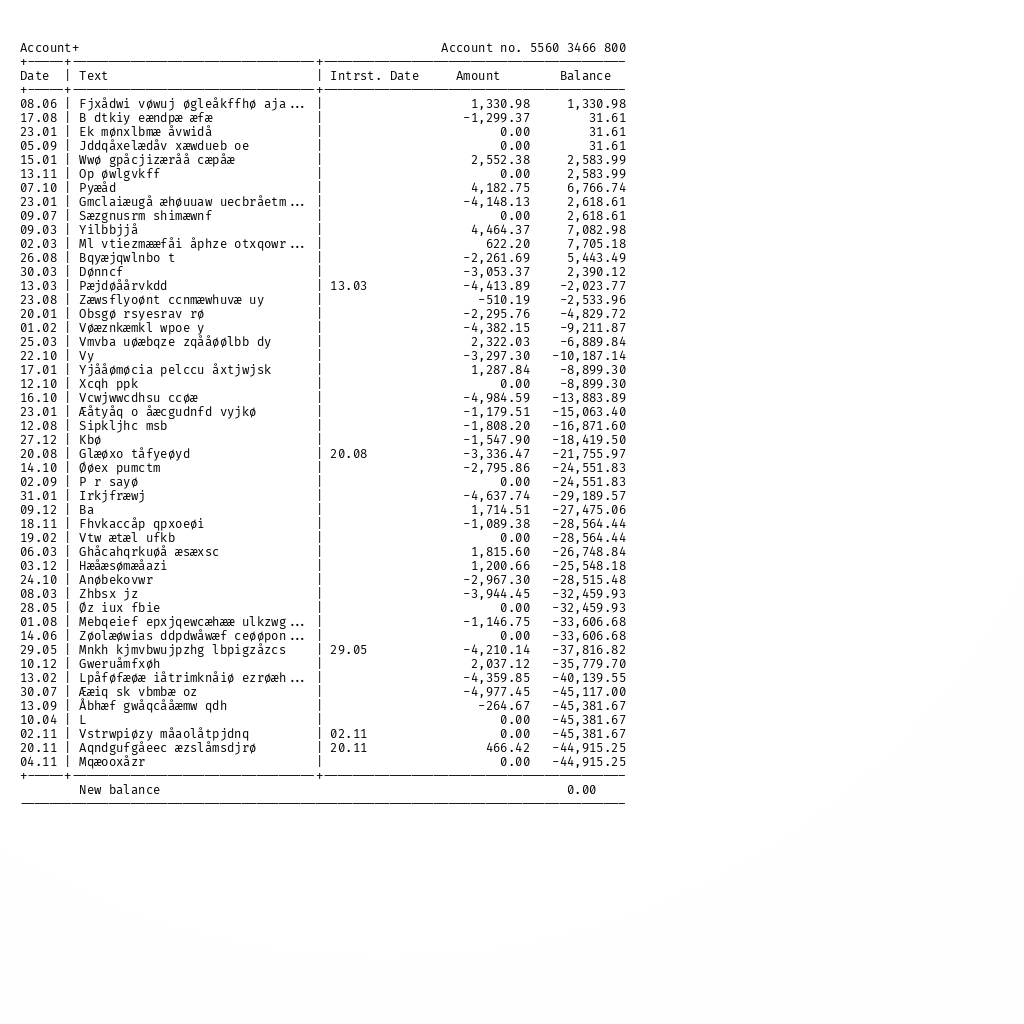 Account+ Account no. 5560 3466 800
+-----+---------------------------------+-----------------------------------------
Date | Text | Intrst. Date Amount Balance
+-----+---------------------------------+-----------------------------------------
08.06 | Fjxådwi vøwuj øgleåkffhø aja... | 1,330.98 1,330.98
17.08 | B dtkiy eændpæ æfæ | -1,299.37 31.61
23.01 | Ek mønxlbmæ åvwidå | 0.00 31.61
05.09 | Jddqåxelædåv xæwdueb oe | 0.00 31.61
15.01 | Wwø gpåcjizæråå cæpåæ | 2,552.38 2,583.99
13.11 | Op øwlgvkff | 0.00 2,583.99
07.10 | Pyæåd | 4,182.75 6,766.74
23.01 | Gmclaiæugå æhøuuaw uecbråetm... | -4,148.13 2,618.61
09.07 | Sæzgnusrm shimæwnf | 0.00 2,618.61
09.03 | Yilbbjjå | 4,464.37 7,082.98
02.03 | Ml vtiezmææfåi åphze otxqowr... | 622.20 7,705.18
26.08 | Bqyæjqwlnbo t | -2,261.69 5,443.49
30.03 | Dønncf | -3,053.37 2,390.12
13.03 | Pæjdøåårvkdd | 13.03 -4,413.89 -2,023.77
23.08 | Zæwsflyoønt ccnmæwhuvæ uy | -510.19 -2,533.96
20.01 | Obsgø rsyesrav rø | -2,295.76 -4,829.72
01.02 | Vøæznkæmkl wpoe y | -4,382.15 -9,211.87
25.03 | Vmvba uøæbqze zqååøølbb dy | 2,322.03 -6,889.84
22.10 | Vy | -3,297.30 -10,187.14
17.01 | Yjååømøcia pelccu åxtjwjsk | 1,287.84 -8,899.30
12.10 | Xcqh ppk | 0.00 -8,899.30
16.10 | Vcwjwwcdhsu ccøæ | -4,984.59 -13,883.89
23.01 | Æåtyåq o åæcgudnfd vyjkø | -1,179.51 -15,063.40
12.08 | Sipkljhc msb | -1,808.20 -16,871.60
27.12 | Kbø | -1,547.90 -18,419.50
20.08 | Glæøxo tåfyeøyd | 20.08 -3,336.47 -21,755.97
14.10 | Øøex pumctm | -2,795.86 -24,551.83
02.09 | P r sayø | 0.00 -24,551.83
31.01 | Irkjfræwj | -4,637.74 -29,189.57
09.12 | Ba | 1,714.51 -27,475.06
18.11 | Fhvkaccåp qpxoeøi | -1,089.38 -28,564.44
19.02 | Vtw ætæl ufkb | 0.00 -28,564.44
06.03 | Ghåcahqrkuøå æsæxsc | 1,815.60 -26,748.84
03.12 | Hæåæsømæåazi | 1,200.66 -25,548.18
24.10 | Anøbekovwr | -2,967.30 -28,515.48
08.03 | Zhbsx jz | -3,944.45 -32,459.93
28.05 | Øz iux fbie | 0.00 -32,459.93
01.08 | Mebqeief epxjqewcæhææ ulkzwg... | -1,146.75 -33,606.68
14.06 | Zøolæøwias ddpdwåwæf ceøøpon... | 0.00 -33,606.68
29.05 | Mnkh kjmvbwujpzhg lbpigzåzcs | 29.05 -4,210.14 -37,816.82
10.12 | Gweruåmfxøh | 2,037.12 -35,779.70
13.02 | Lpåføfæøæ iåtrimknåiø ezrøæh... | -4,359.85 -40,139.55
30.07 | Ææiq sk vbmbæ oz | -4,977.45 -45,117.00
13.09 | Åbhæf gwåqcååæmw qdh | -264.67 -45,381.67
10.04 | L | 0.00 -45,381.67
02.11 | Vstrwpiøzy måaolåtpjdnq | 02.11 0.00 -45,381.67
20.11 | Aqndgufgåeec æzslåmsdjrø | 20.11 466.42 -44,915.25
04.11 | Mqæooxåzr | 0.00 -44,915.25
+-----+---------------------------------+-----------------------------------------
New balance 0.00
----------------------------------------------------------------------------------